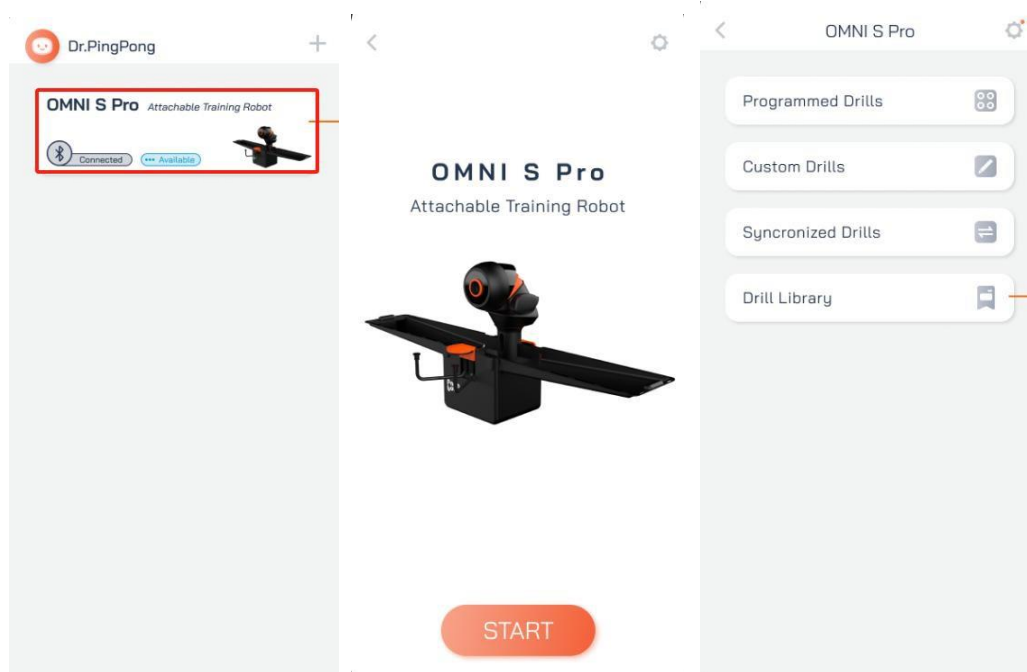 Dr.PingPong
OMNI S Pro Attachable Training Robot
Connected
Available
OMNI S Pro
Attachable Training Robot
START
OMNI S Pro
Programmed Drills
Custom Drills
Syncronized Drills
Drill Library